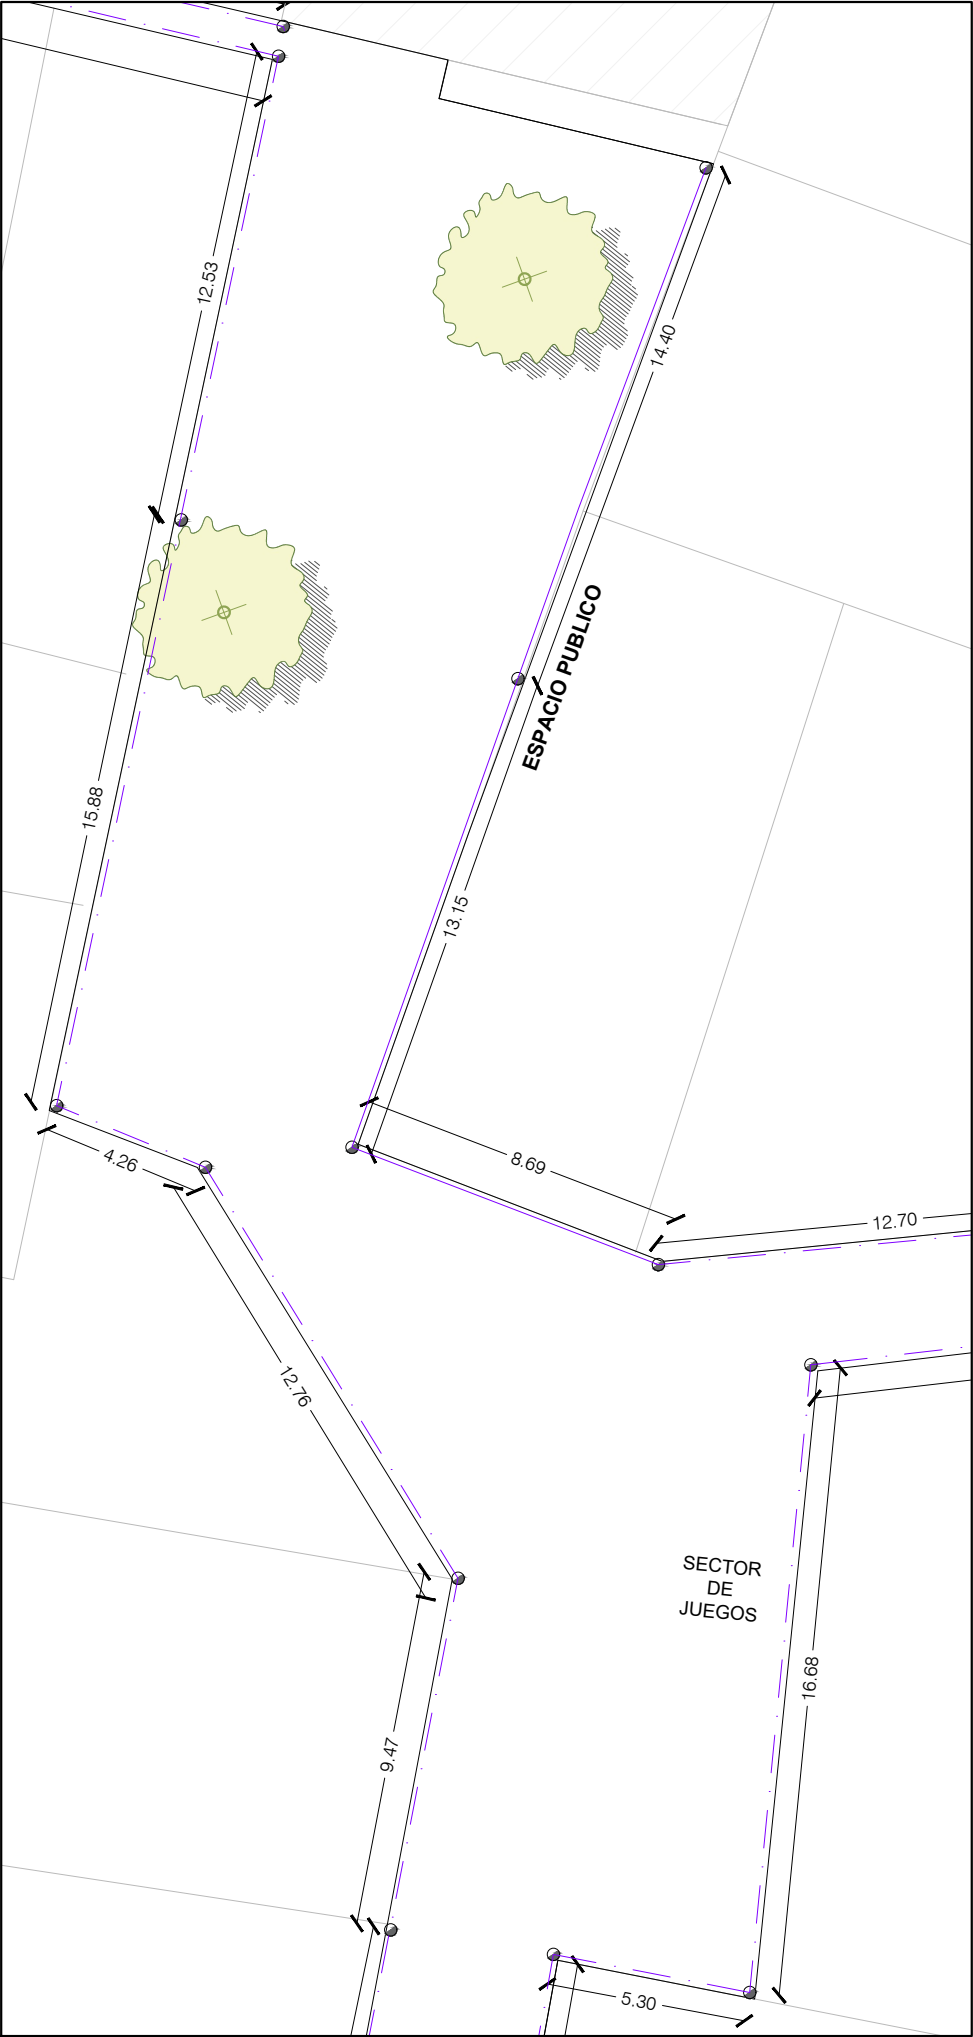 12.53
14.40
ESPACIO PUBLICO
15.88
13.15
4.26
8.69
12.70
12.76
SECTOR
DE
JUEGOS
16.68
9.47
5.30